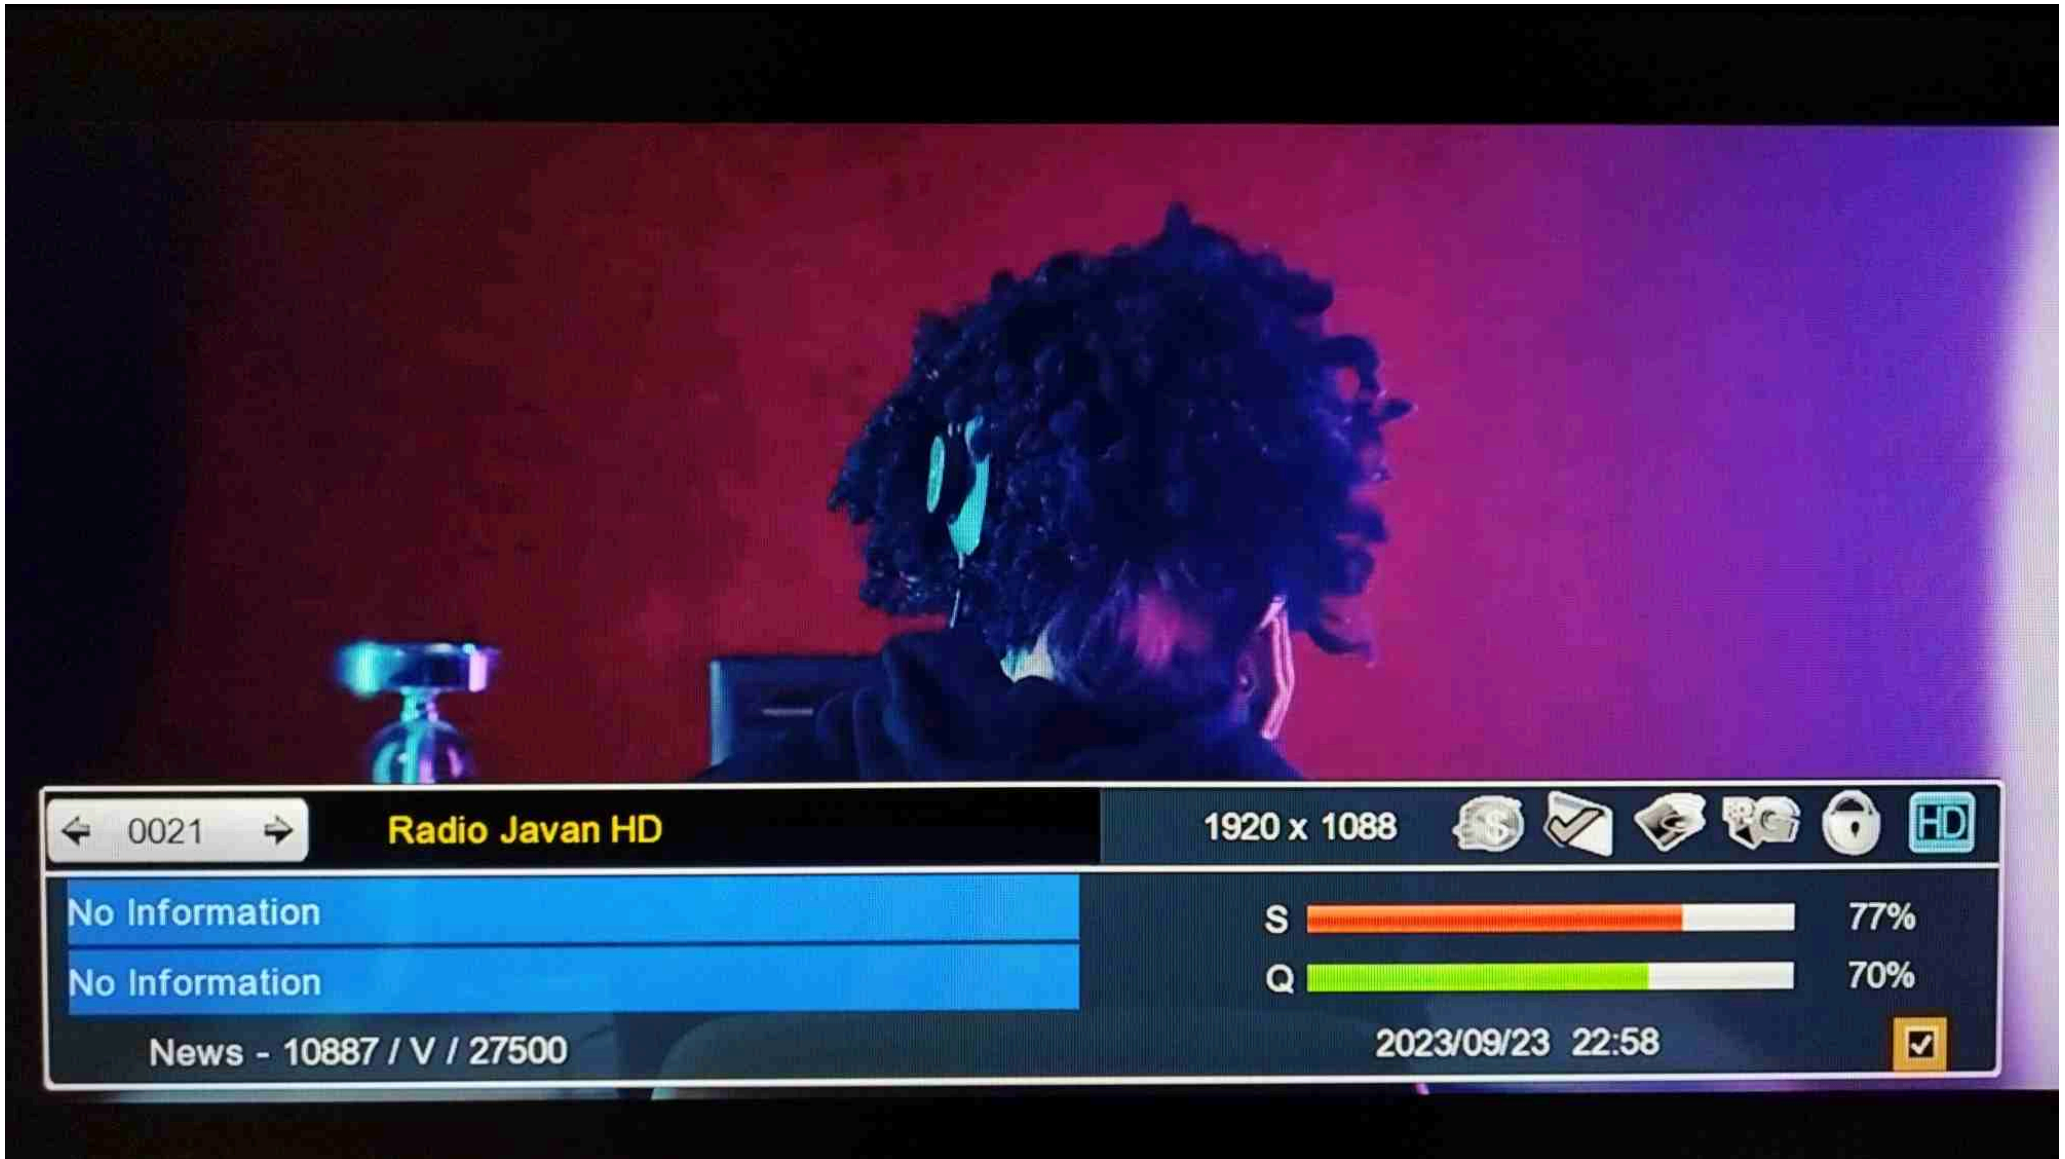 0021 Radio Javan HD 1920 x 1088 HD
No Information
S 77%
No Information
Q 70%
News - 10887 / V / 27500 2023/09/23 22:58